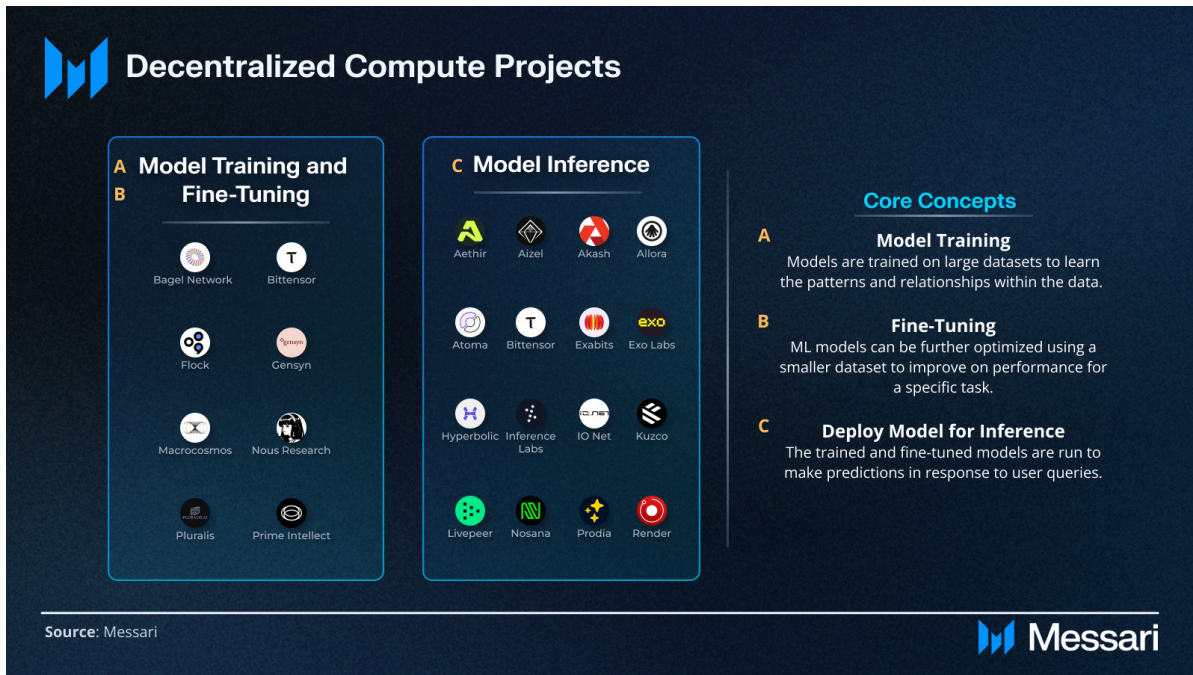 Decentralized Compute Projects
A Model Training and
B Fine-Tuning
Bagel Network Bittensor
Flock Gensyn
Macrocosmos Nous Research
Pluralis Prime Intellect
C Model Inference
Aethir Aizel Akash Allora
exo
Atoma Bittensor Exabits Exo Labs
Hyperbolic Inference IO Net Kuzco
Labs
Livepeer Nosana Prodia Render
Core Concepts
A Model Training
Models are trained on large datasets to learn
the patterns and relationships within the data.
B Fine-Tuning
ML models can be further optimized using a
smaller dataset to improve on performance for
a specific task.
C Deploy Model for Inference
The trained and fine-tuned models are run to
make predictions in response to user queries.
Source: Messari
Messari